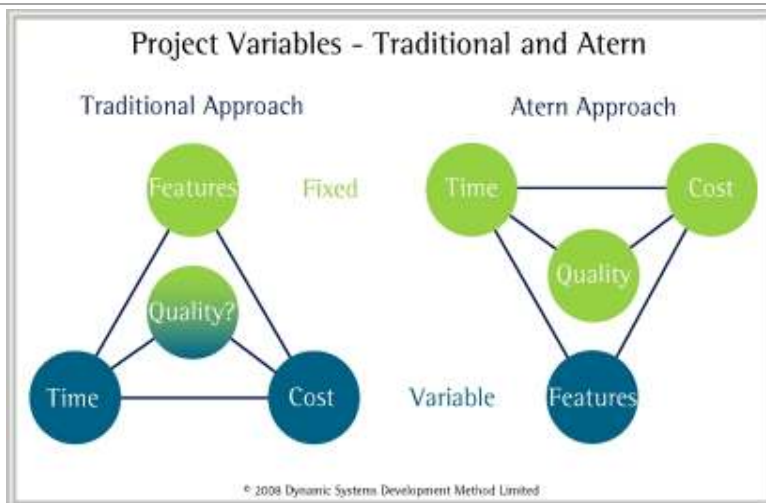 Project Variables - Traditional and Atern
Traditional Approach
Atern Approach
Features
Fixed
Time
Cost
Quality?
Quality
Time
Cost
Variable
Features
© 2008 Dynamic Systems Development Method Limited